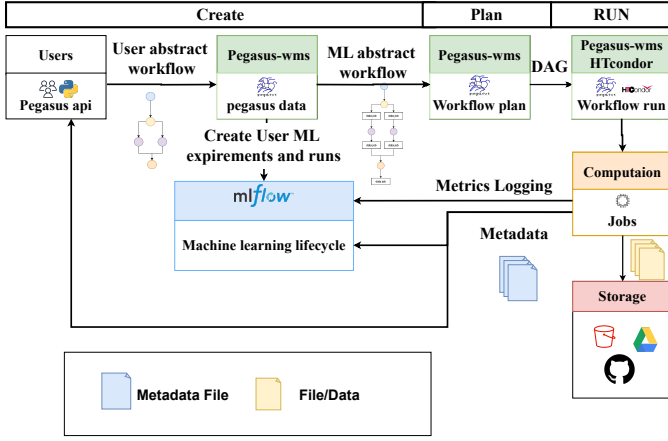 Create
Plan
RUN
Users
Pegasus api
User abstract
workflow
Pegasus-wms
pegasus data
ML abstract
workflow
Pegasus-wms
Workflow plan
DAG
Pegasus-wms
HTcondor
HTCondor
Workflow run
Create User ML
expirements and runs
mlflow
Machine learning lifecycle
Metrics Logging
Metadata
Computaion
Jobs
Storage
Metadata File
File/Data